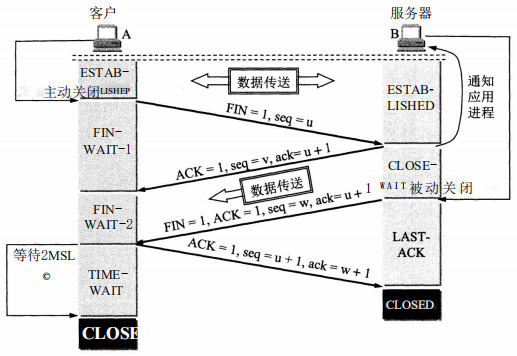 客户
服务器
A
B
ESTAB-
LISHEP
主动关闭
数据传送
ESTAB-
LISHED
通知
应用
进程
FIN = 1, seq = u
FIN-
WAIT-1
ACK = 1, seq = v, ack= u + 1
CLOSE-
WAIT 被动关闭
数据传送
FIN = 1, ACK = 1, seq = w, ack= u + 1
FIN-
WAIT-2
LAST-
ACK
ACK = 1, seq = u + 1, ack = w + 1
等待2MSL
©
TIME-
WAIT
CLOSED
CLOSE